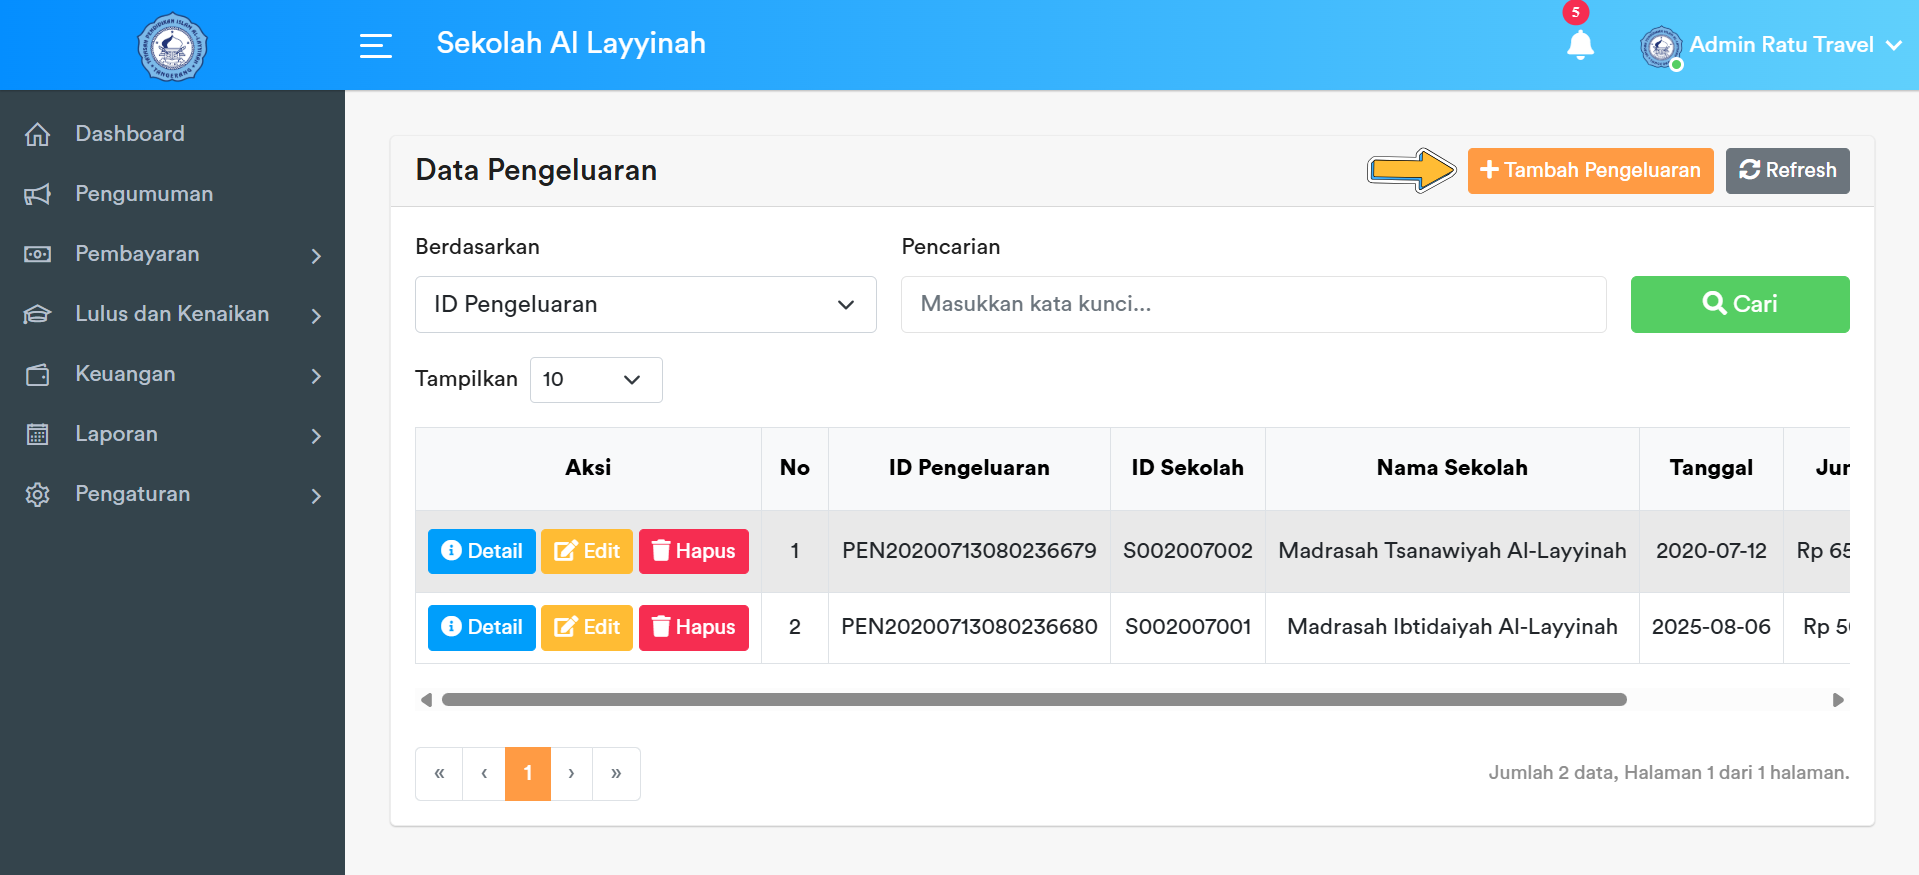 Sekolah Al Layyinah
5
Admin Ratu Travel
Dashboard
Pengumuman
Pembayaran
Lulus dan Kenaikan
Keuangan
Laporan
Pengaturan
Data Pengeluaran
Tambah Pengeluaran
Refresh
Berdasarkan
Pencarian
ID Pengeluaran
Masukkan kata kunci...
Cari
Tampilkan 10
Aksi No ID Pengeluaran ID Sekolah Nama Sekolah Tanggal Jur
Detail Edit Hapus 1 PEN20200713080236679 S002007002 Madrasah Tsanawiyah Al-Layyinah 2020-07-12 Rp 65
Detail Edit Hapus 2 PEN20200713080236680 S002007001 Madrasah Ibtidaiyah Al-Layyinah 2025-08-06 Rp 50
« ‹ 1 › »
Jumlah 2 data, Halaman 1 dari 1 halaman.